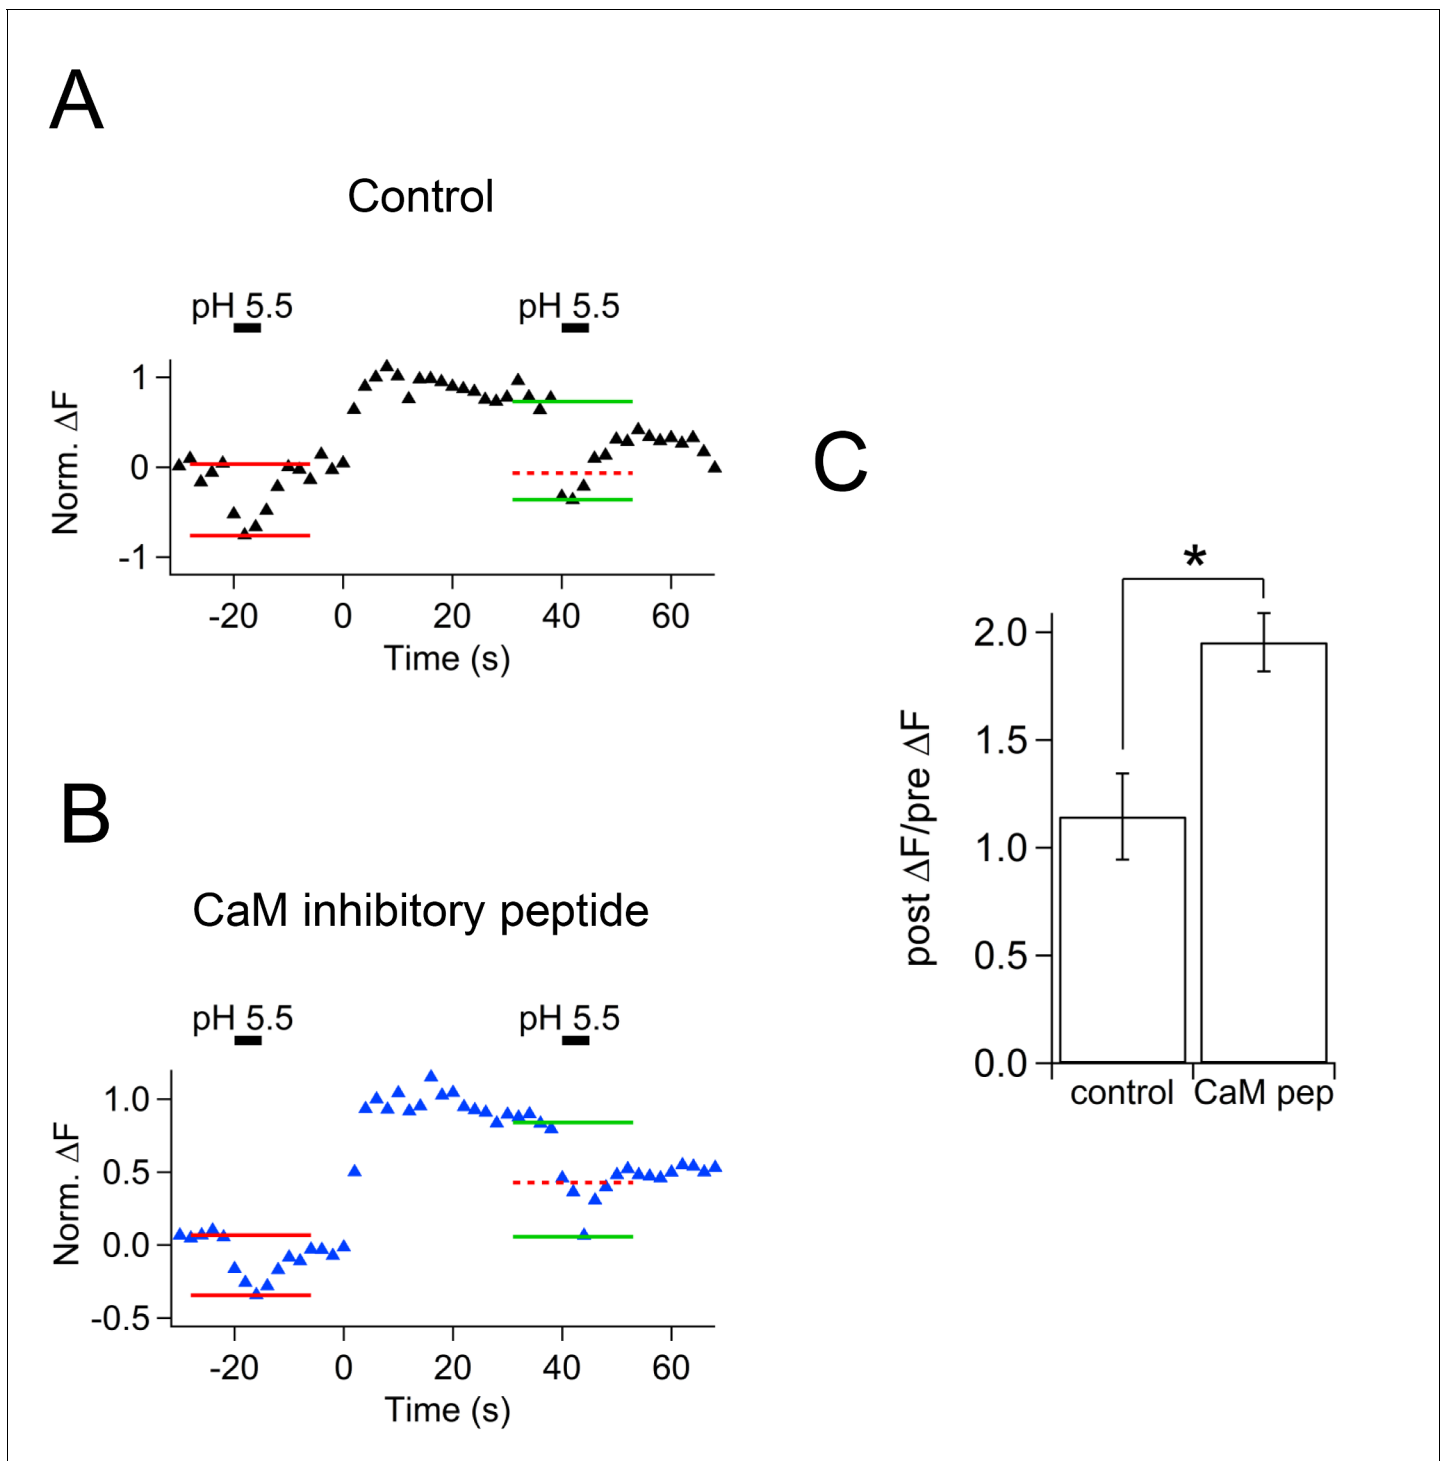 A
Control
pH 5.5 pH 5.5
1
0
-1
Norm. ΔF
-20 0 20 40 60
Time (s)
B
CaM inhibitory peptide
pH 5.5 pH 5.5
1.0
0.5
0.0
-0.5
Norm. ΔF
-20 0 20 40 60
Time (s)
C
*
2.0
1.5
1.0
0.5
0.0
post ΔF/pre ΔF
control CaM pep